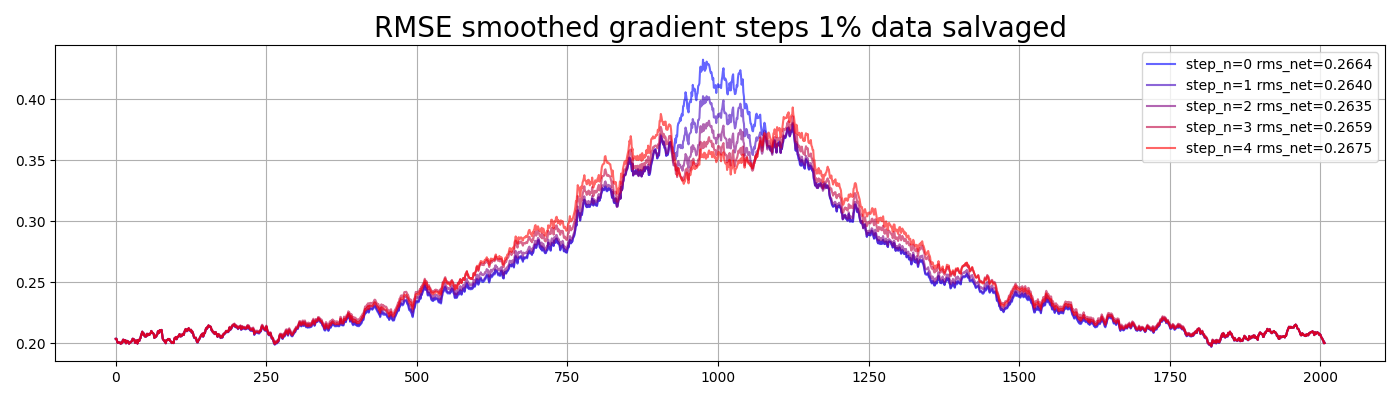 RMSE smoothed gradient steps 1% data salvaged
step_n=0 rms_net=0.2664
step_n=1 rms_net=0.2640
step_n=2 rms_net=0.2635
step_n=3 rms_net=0.2659
step_n=4 rms_net=0.2675
0.40
0.35
0.30
0.25
0.20
0 250 500 750 1000 1250 1500 1750 2000